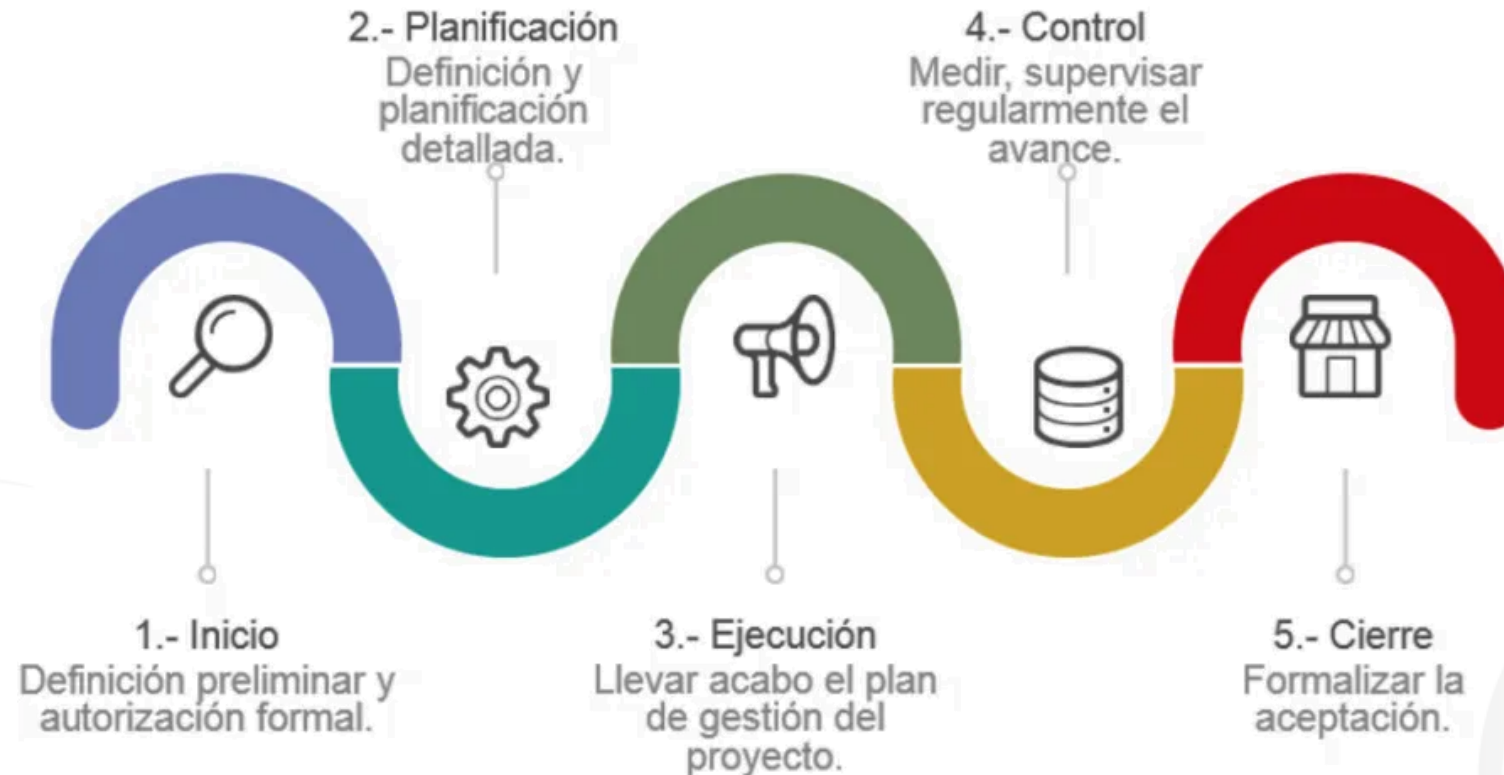 1.- Inicio
Definición preliminar y
autorización formal.
2.- Planificación
Definición y
planificación
detallada.
3.- Ejecución
Llevar acabo el plan
de gestión del
proyecto.
4.- Control
Medir, supervisar
regularmente el
avance.
5.- Cierre
Formalizar la
aceptación.